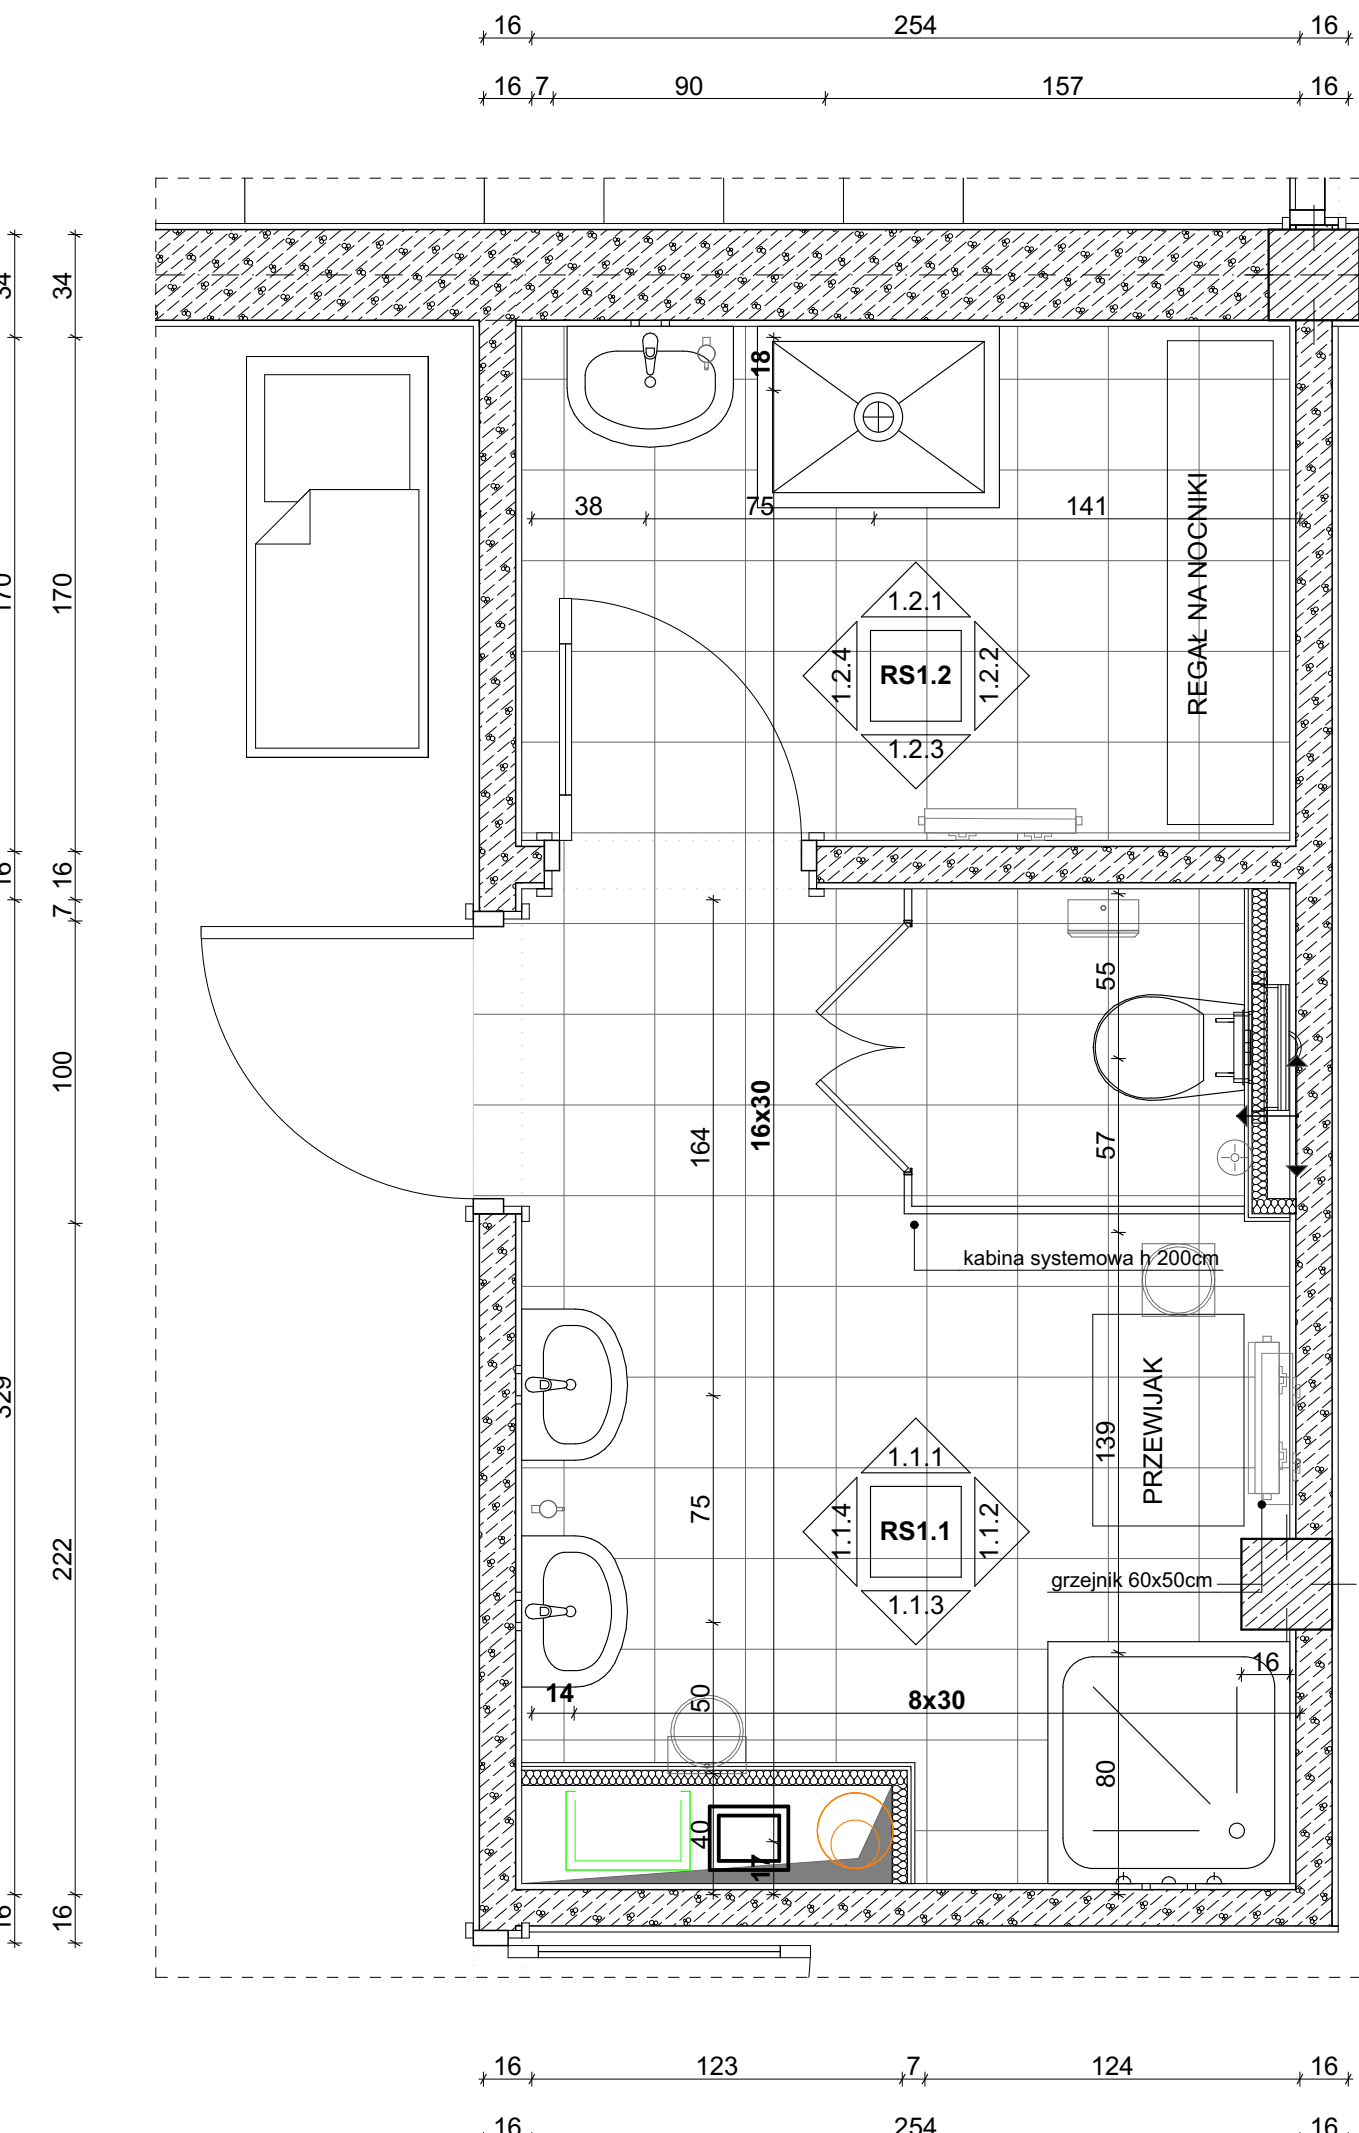 16 254 16
16 7 90 157 16
34
34
18
38 75 141
REGAŁ NA NOCNIKI
170
170
1.2.1
1.2.4 RS1.2 1.2.2
1.2.3
16
16
7
55
100
164
16x30
57
kabina systemowa h 200cm
329
139
PRZEWIJAK
75
1.1.1
1.1.4 RS1.1 1.1.2
1.1.3
222
grzejnik 60x50cm
16
14
50
8x30
80
40
17
16
16
16 123 7 124 16
16 254 16